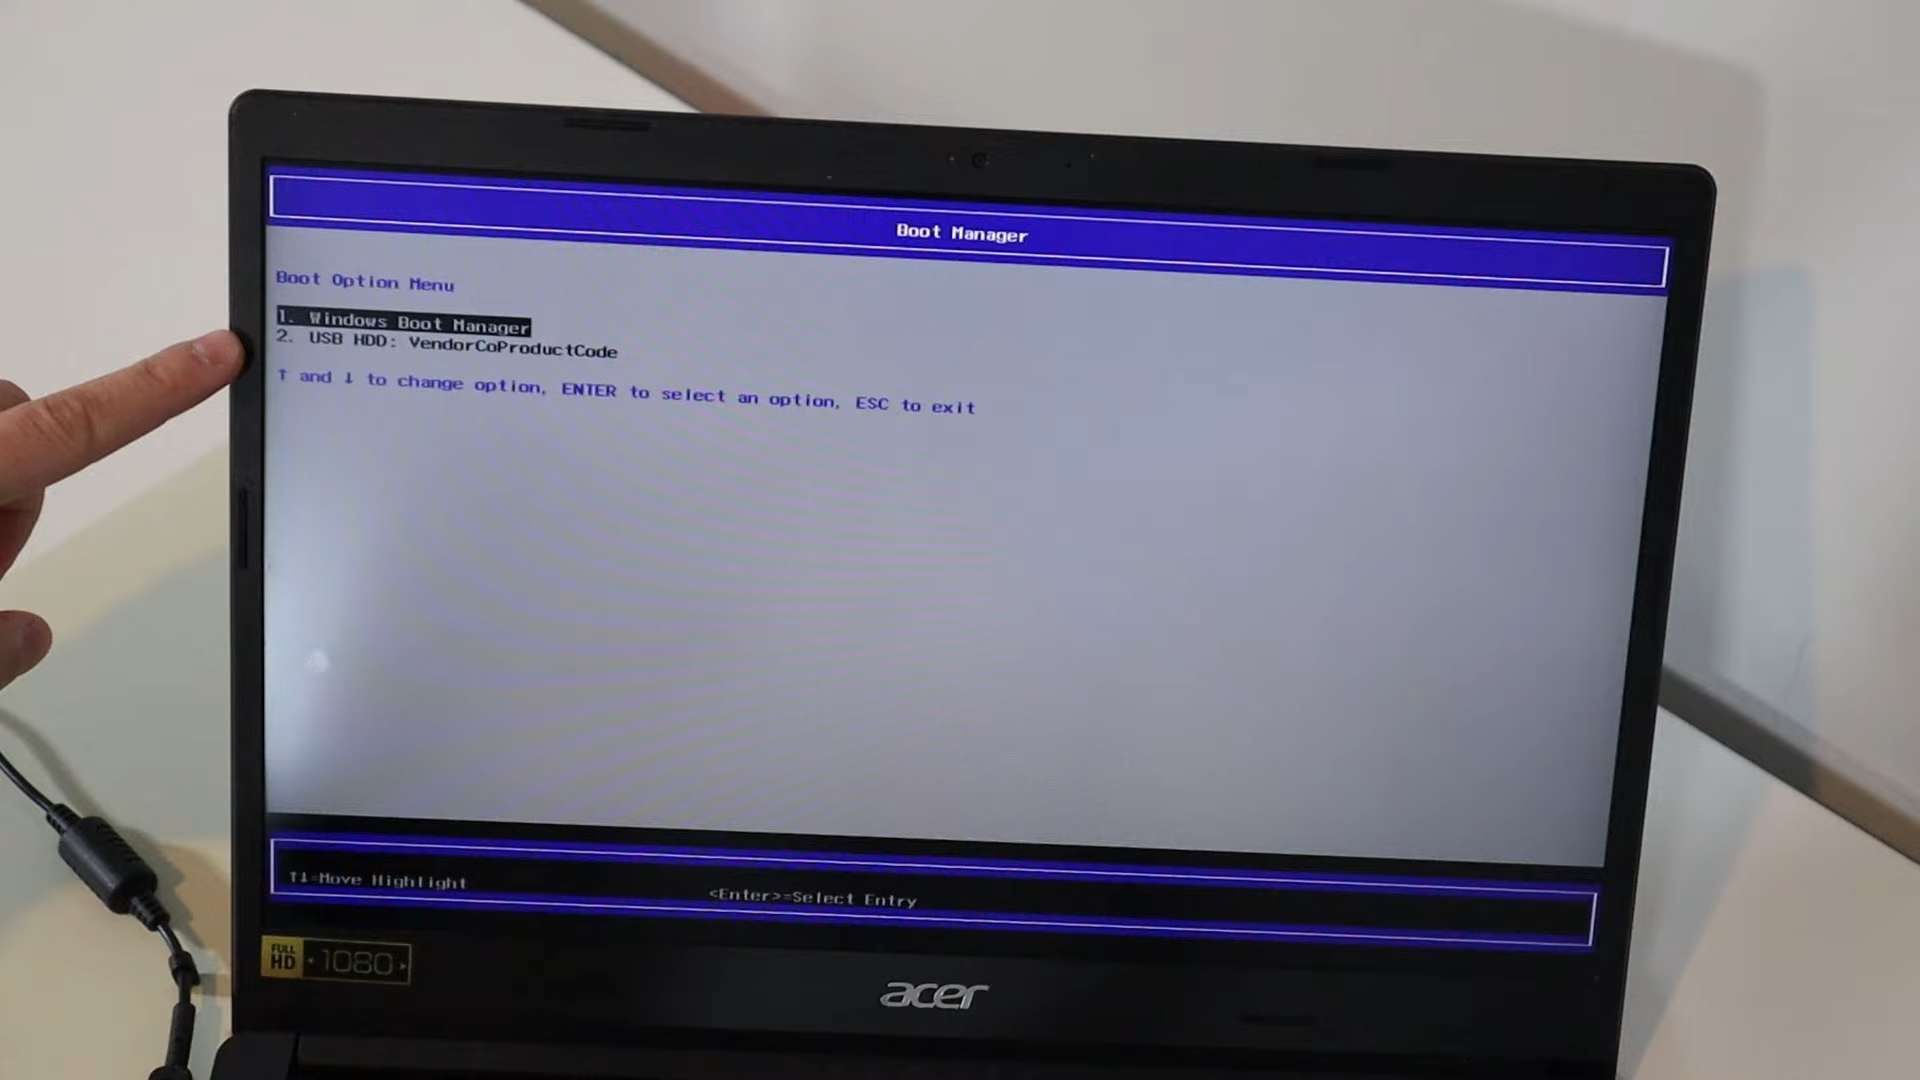 Boot Manager
Boot Option Menu
1. Windows Boot Manager
2. USB HDD: VendorCoProductCode
↑ and ↓ to change option, ENTER to select an option, ESC to exit
↑↓=Move Highlight
<Enter>=Select Entry
FULL HD 1080
acer